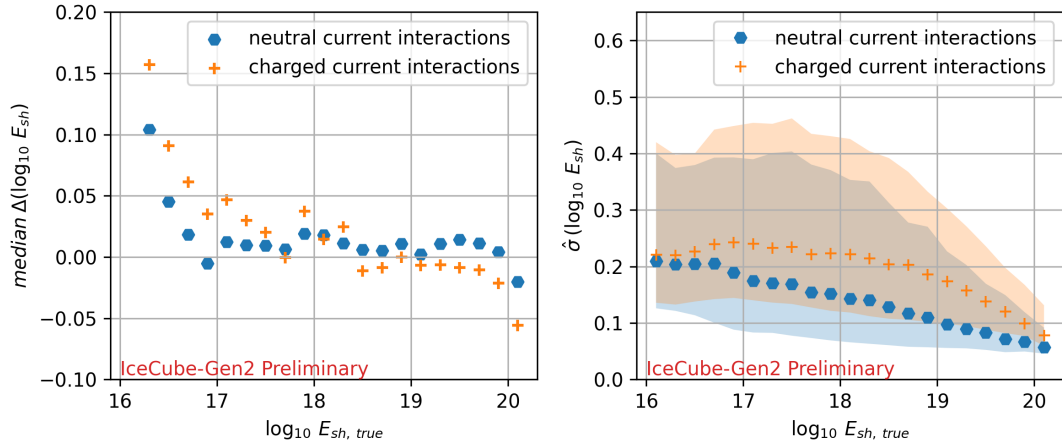 0.20
0.15
0.10
0.05
0.00
−0.05
−0.10
median Δ(log10 Esh)
neutral current interactions
charged current interactions
IceCube-Gen2 Preliminary
16 17 18 19 20
log10 Esh, true
0.6
0.5
0.4
0.3
0.2
0.1
0.0
σ̂ (log10 Esh)
neutral current interactions
charged current interactions
IceCube-Gen2 Preliminary
16 17 18 19 20
log10 Esh, true